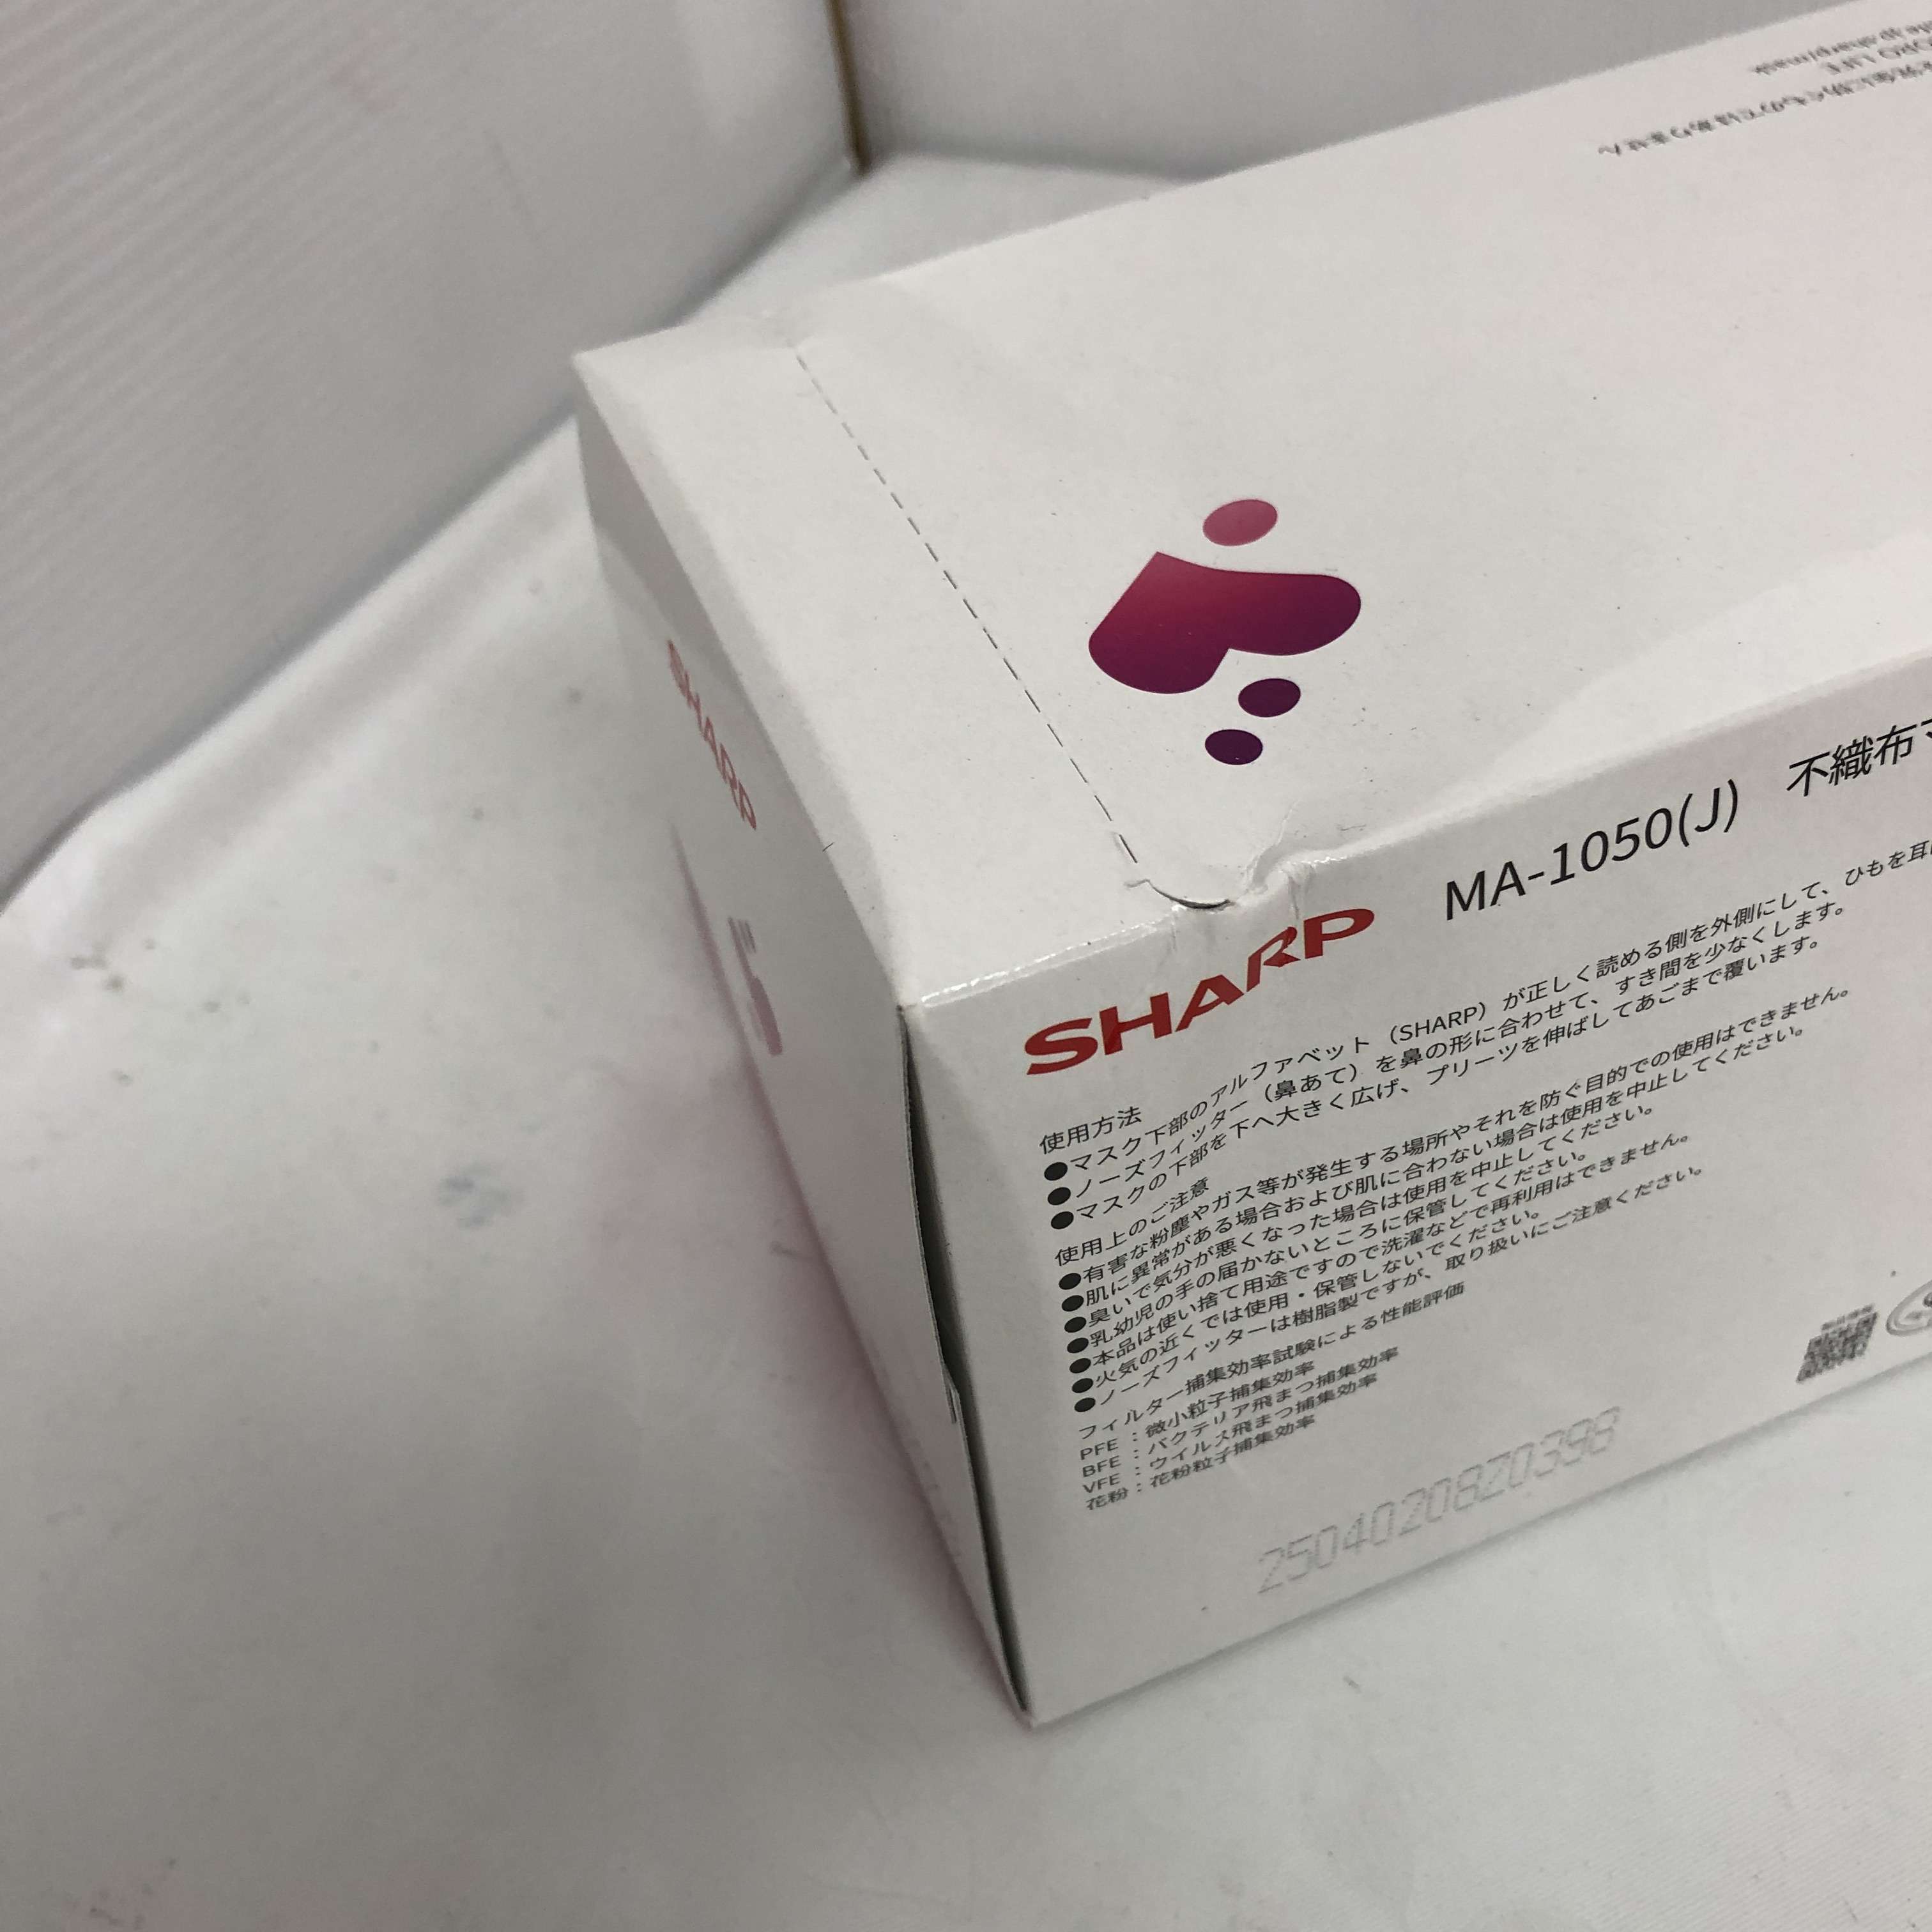 SHARP
SHARP MA-1050(J) 不織布
使用方法
●マスク下部のアルファベット（SHARP）が正しく読める側を外側にして、ひもを耳
●ノーズフィッター（鼻あて）を鼻の形に合わせて、すき間を少なくします。
●マスクの下部を下へ大きく広げ、プリーツを伸ばしてあごまで覆います。
使用上のご注意
●有害な粉塵やガス等が発生する場所やそれを防ぐ目的での使用はできません。
●肌に異常がある場合および肌に合わない場合は使用を中止してください。
●臭いで気分が悪くなった場合は使用を中止してください。
●乳幼児の手の届かないところに保管してください。
●本品は使い捨て用途ですので洗濯などで再利用はできません。
●火気の近くでは使用・保管しないでください。
●ノーズフィッターは樹脂製ですが、取り扱いにご注意ください。
フィルター捕集効率試験による性能評価
PFE：微小粒子捕集効率
BFE：バクテリア飛まつ捕集効率
VFE：ウイルス飛まつ捕集効率
花粉：花粉粒子捕集効率
25040208Z0398